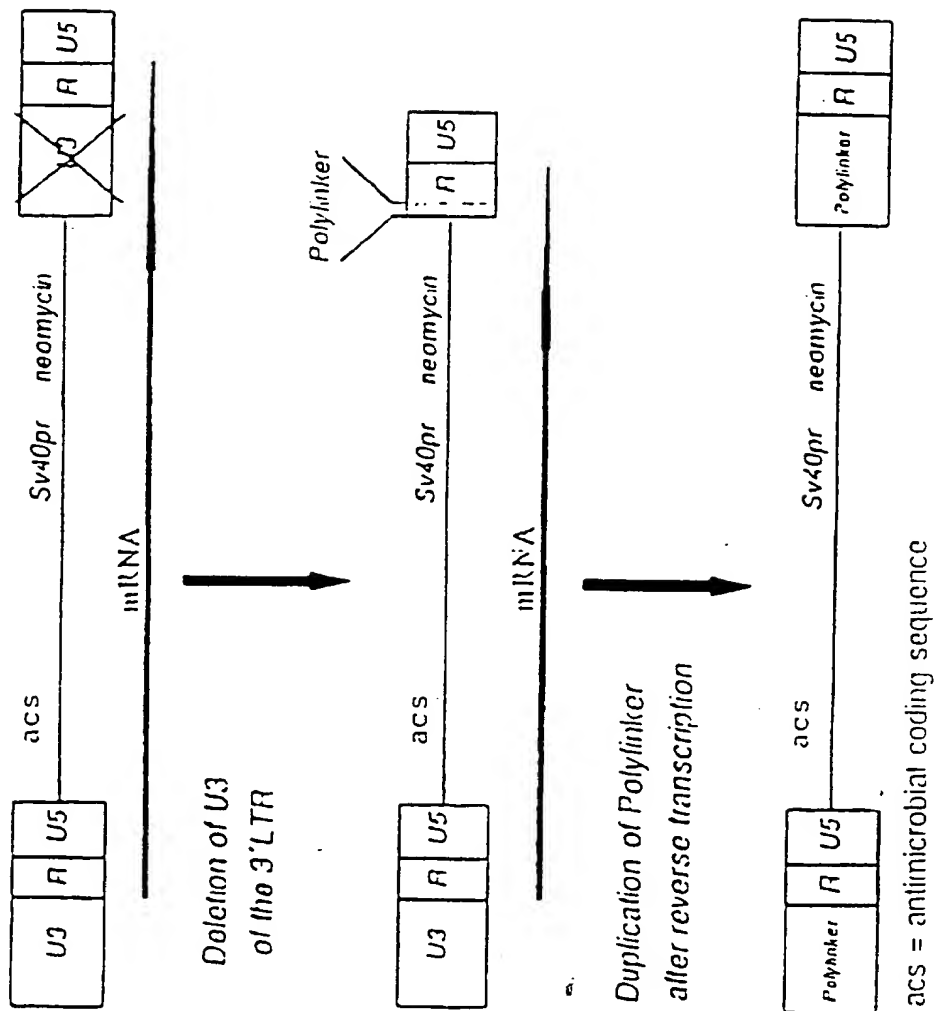 U3 R U5 acs Sv40pr neomycin U3 R U5
mRNA
Deletion of U3
of the 3'LTR
Polylinker
U3 R U5 acs Sv40pr neomycin R U5
mRNA
Duplication of Polylinker
after reverse transcription
Polylinker R U5 acs Sv40pr neomycin Polylinker R U5
acs = antimicrobial coding sequence